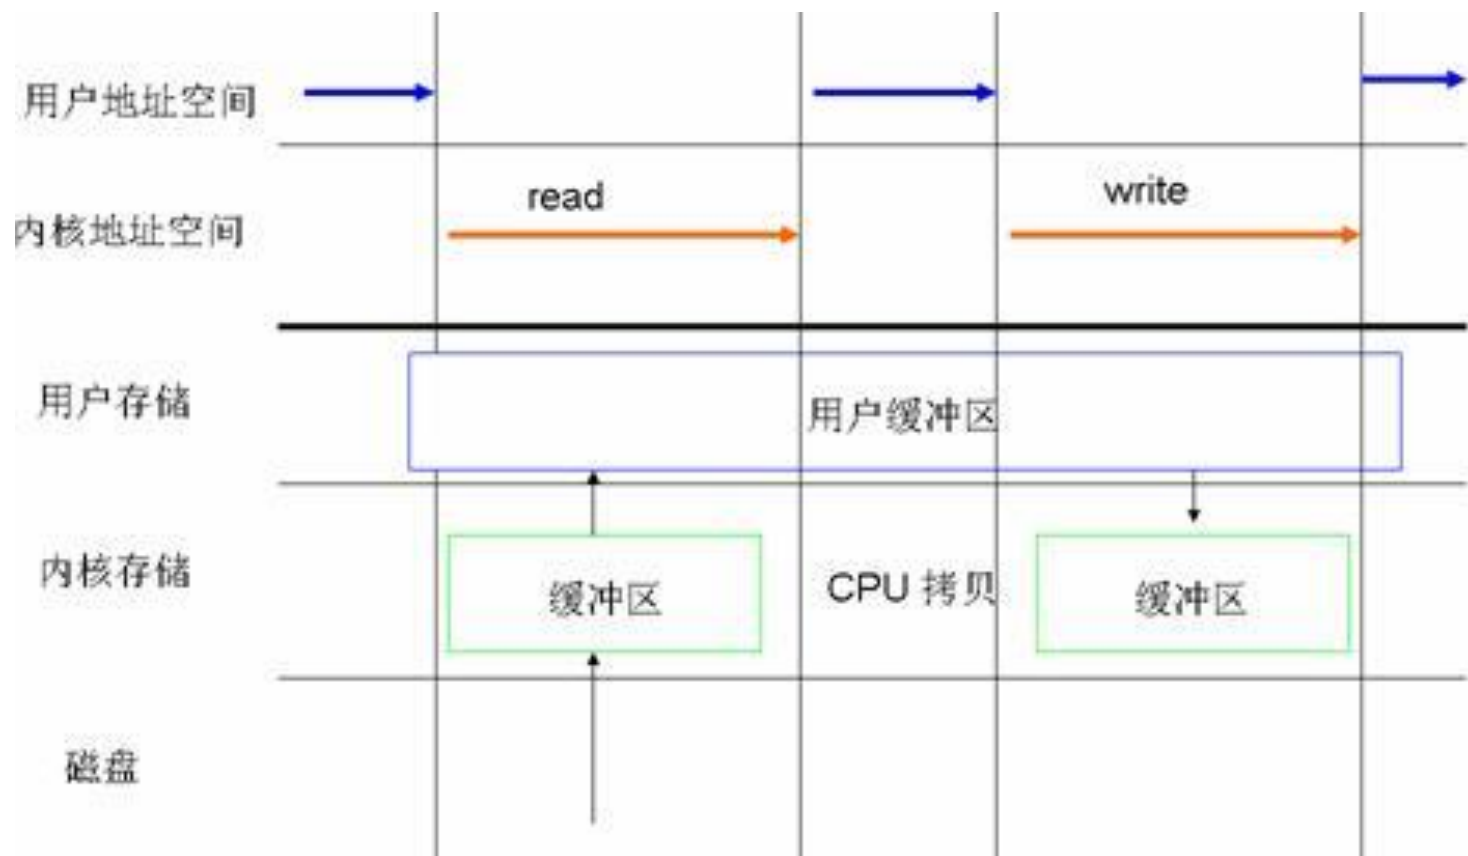 用户地址空间
read
write
内核地址空间
用户存储
用户缓冲区
内核存储
缓冲区
CPU 拷贝
缓冲区
磁盘